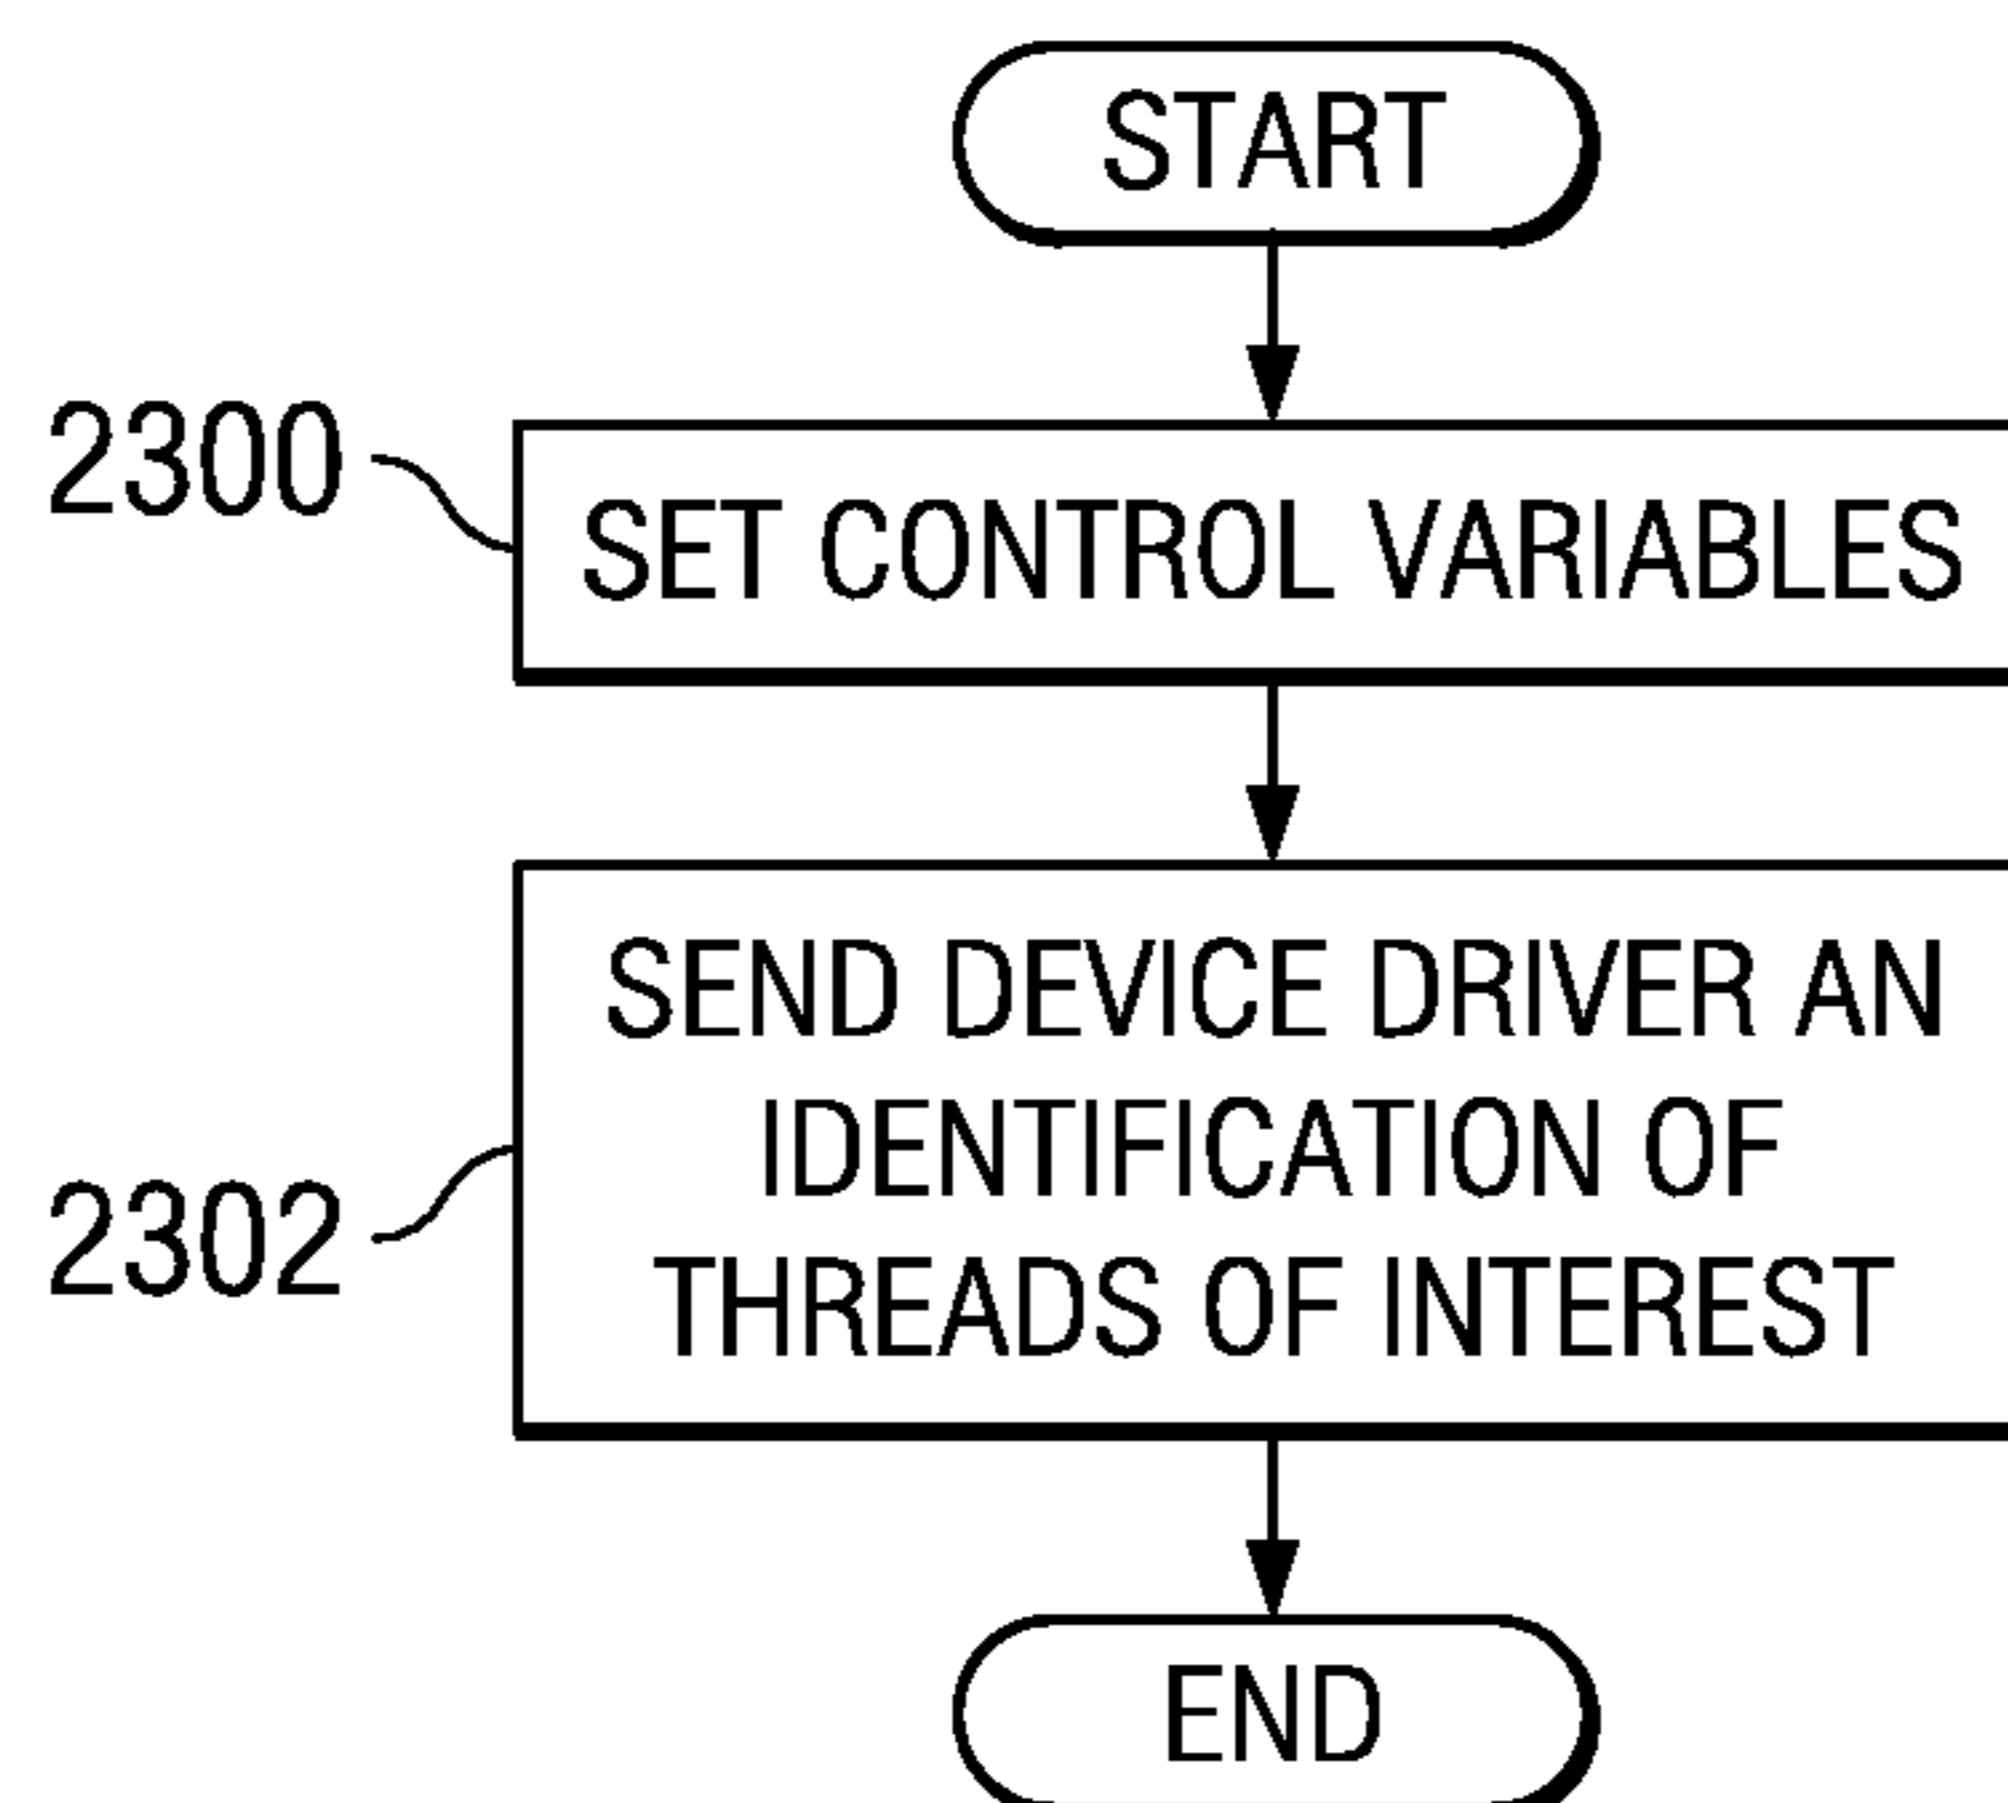 START
2300
SET CONTROL VARIABLES
SEND DEVICE DRIVER AN
IDENTIFICATION OF
2302
THREADS OF INTEREST
END